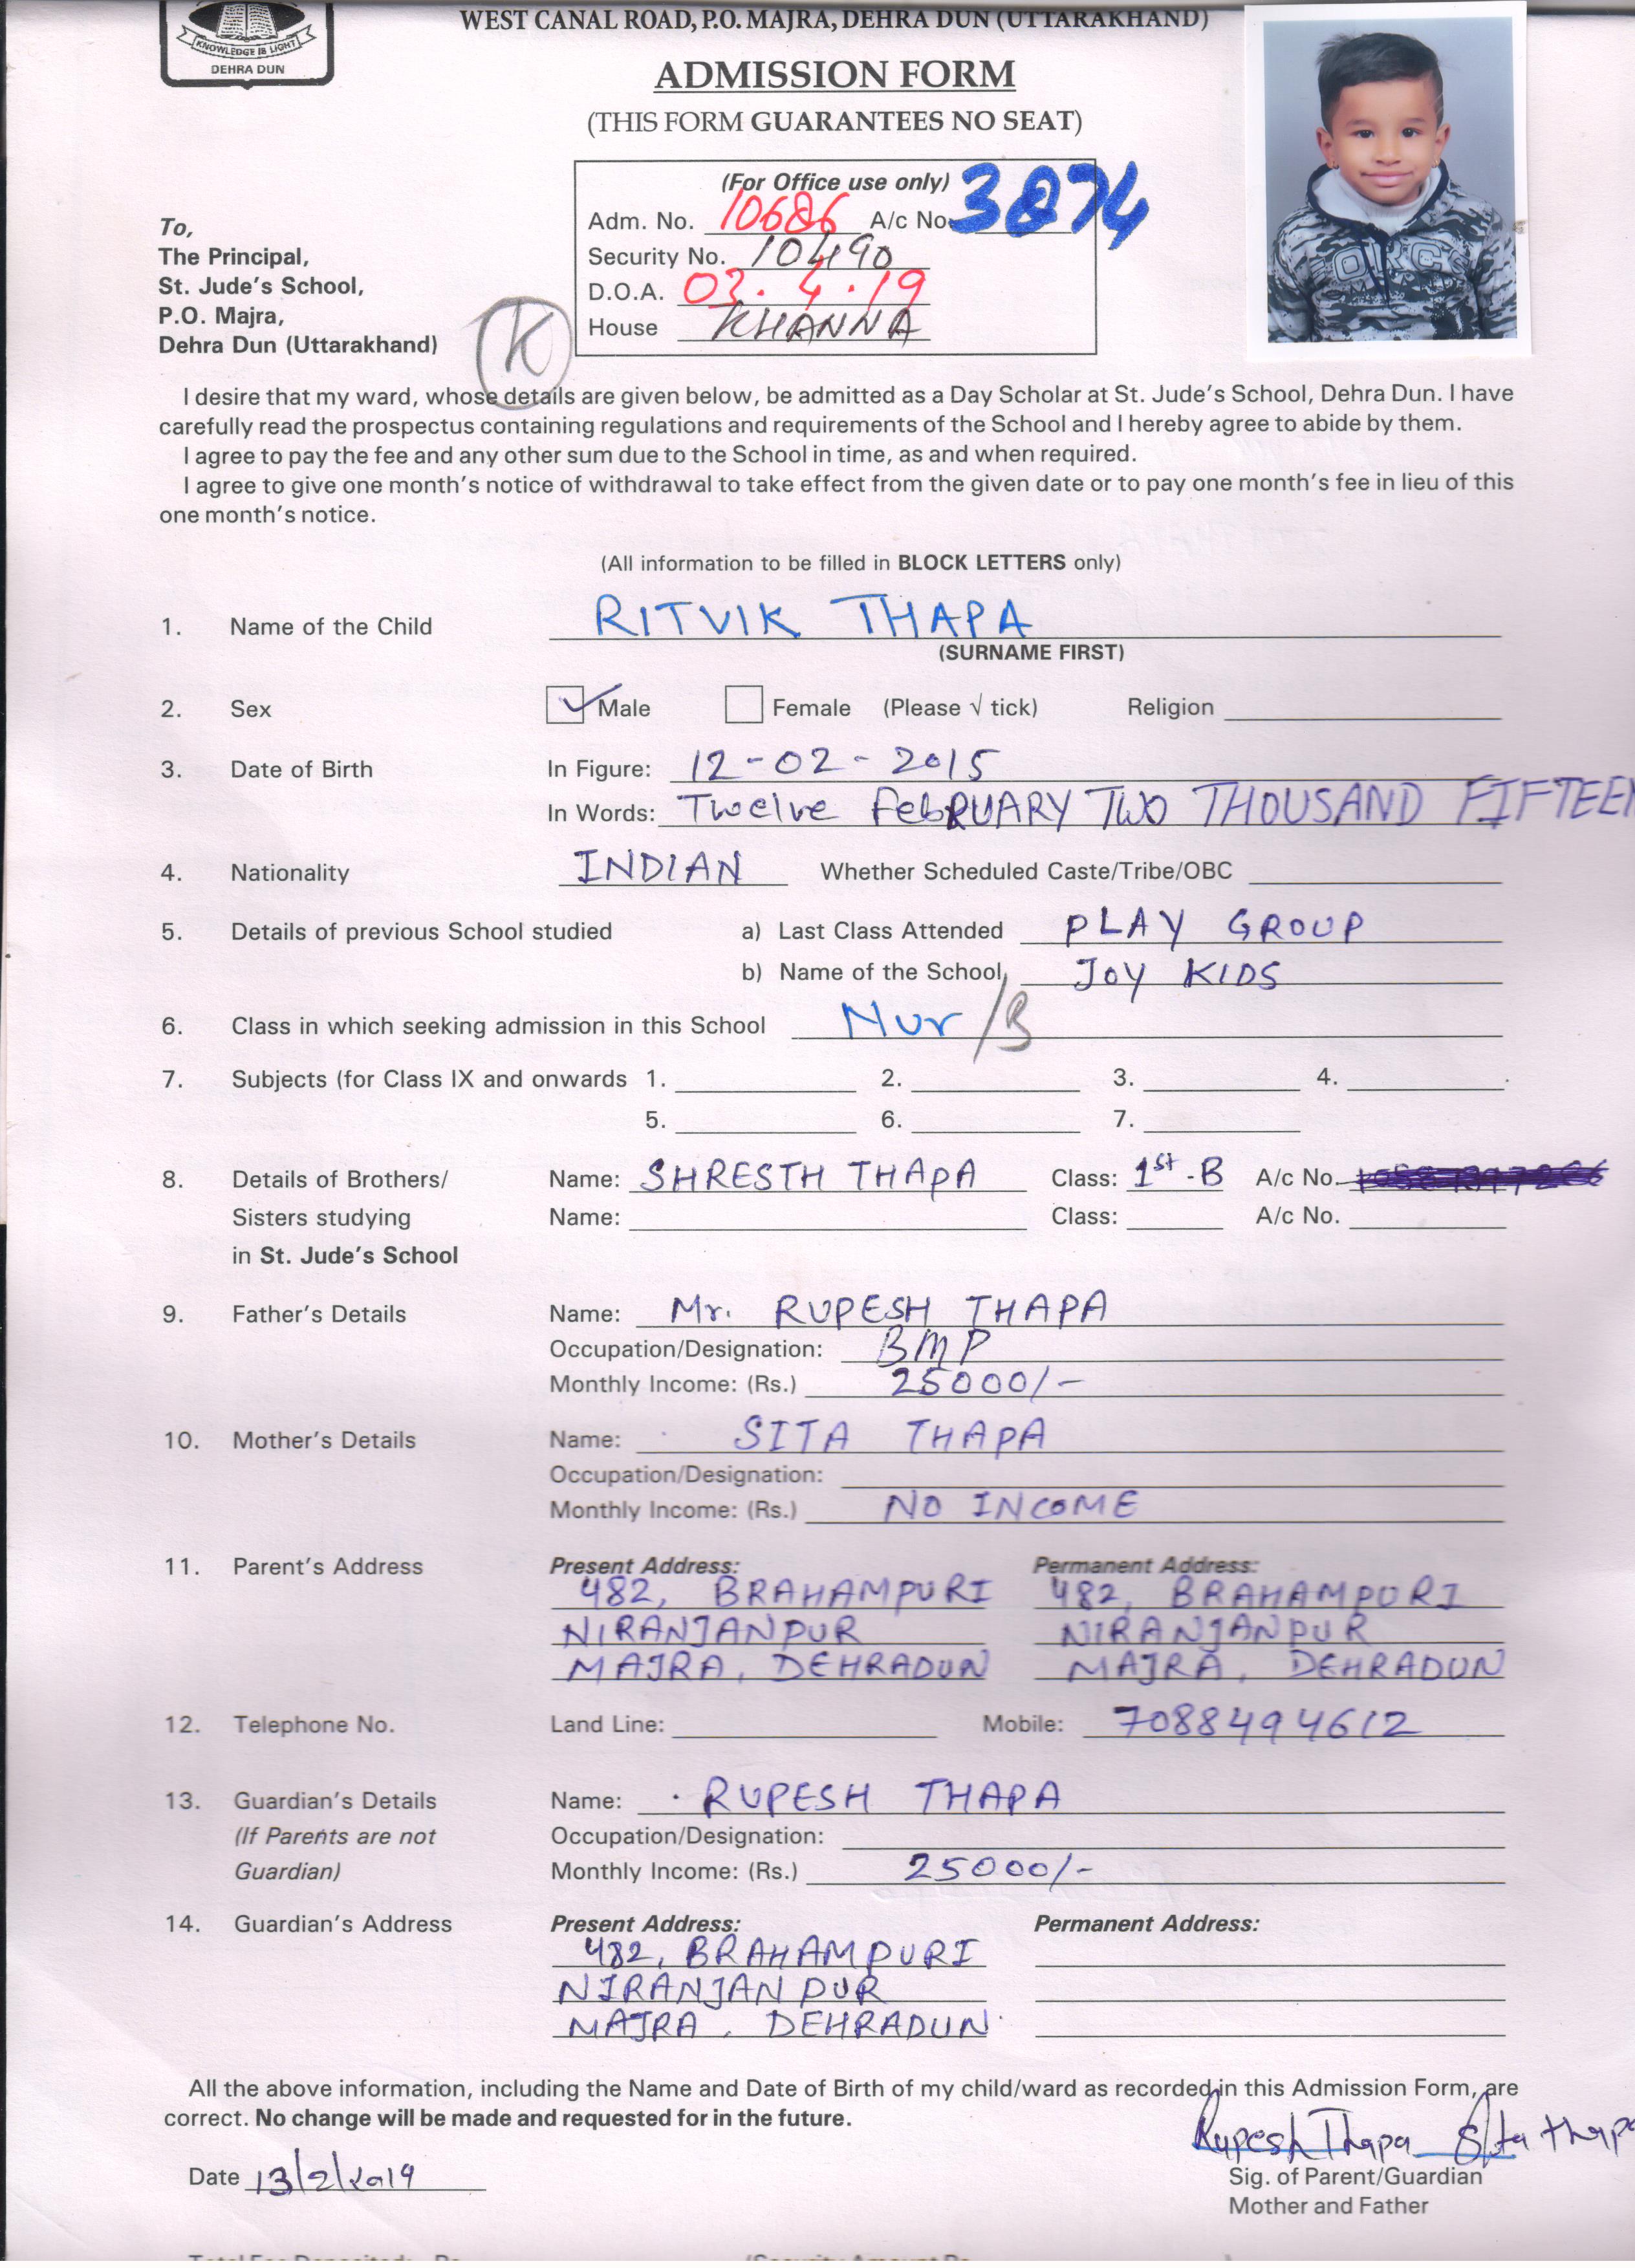 KNOWLEDGE IS LIGHT
DEHRA DUN
WEST CANAL ROAD, P.O. MAJRA, DEHRA DUN (UTTARAKHAND)
ADMISSION FORM
(THIS FORM GUARANTEES NO SEAT)
(For Office use only)
Adm. No. 10686 A/c No. 3874
Security No. 10490
D.O.A. 03.4.19
House KHANNA
K
To,
The Principal,
St. Jude's School,
P.O. Majra,
Dehra Dun (Uttarakhand)
I desire that my ward, whose details are given below, be admitted as a Day Scholar at St. Jude's School, Dehra Dun. I have
carefully read the prospectus containing regulations and requirements of the School and I hereby agree to abide by them.
I agree to pay the fee and any other sum due to the School in time, as and when required.
I agree to give one month's notice of withdrawal to take effect from the given date or to pay one month's fee in lieu of this
one month's notice.
(All information to be filled in BLOCK LETTERS only)
1. Name of the Child RITVIK THAPA
(SURNAME FIRST)
2. Sex Male Female (Please √ tick) Religion
3. Date of Birth In Figure: 12-02-2015
In Words: Twelve FebRUARY TWO THOUSAND FIFTEEN
4. Nationality INDIAN Whether Scheduled Caste/Tribe/OBC
5. Details of previous School studied a) Last Class Attended PLAY GROUP
b) Name of the School JOY KIDS
6. Class in which seeking admission in this School Nur/B
7. Subjects (for Class IX and onwards 1. 2. 3. 4.
5. 6. 7.
8. Details of Brothers/ Name: SHRESTH THAPA Class: 1st-B A/c No.
Sisters studying Name: Class: A/c No.
in St. Jude's School
9. Father's Details Name: Mr. RUPESH THAPA
Occupation/Designation: BMP
Monthly Income: (Rs.) 25000/-
10. Mother's Details Name: SITA THAPA
Occupation/Designation:
Monthly Income: (Rs.) NO INCOME
11. Parent's Address Present Address: Permanent Address:
482, BRAHAMPURI 482, BRAHAMPURI
NIRANJANPUR NIRANJANPUR
MAJRA, DEHRADUN MAJRA, DEHRADUN
12. Telephone No. Land Line: Mobile: 7088494612
13. Guardian's Details Name: RUPESH THAPA
(If Parents are not Occupation/Designation:
Guardian) Monthly Income: (Rs.) 25000/-
14. Guardian's Address Present Address: Permanent Address:
482, BRAHAMPURI
NIRANJANPUR
MAJRA, DEHRADUN
All the above information, including the Name and Date of Birth of my child/ward as recorded in this Admission Form, are
correct. No change will be made and requested for in the future.
Rupesh Thapa Sita thapa
Date 13/2/2019
Sig. of Parent/Guardian
Mother and Father